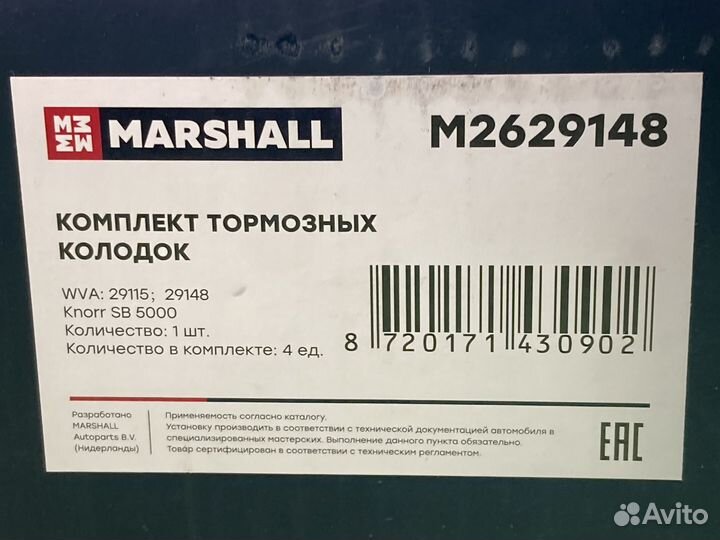 MARSHALL
M2629148
КОМПЛЕКТ ТОРМОЗНЫХ
КОЛОДОК
WVA: 29115; 29148
Knorr SB 5000
Количество: 1 шт.
Количество в комплекте: 4 ед.
8 720171 430902
Разработано
MARSHALL
Autoparts B.V.
(Нидерланды)
Применяемость согласно каталогу.
Установку производить в соответствии с технической документацией автомобиля в
специализированных мастерских. Выполнение данного пункта обязательно.
Товар сертифицирован в соответствии с техническим регламентом.
EAC
Avito